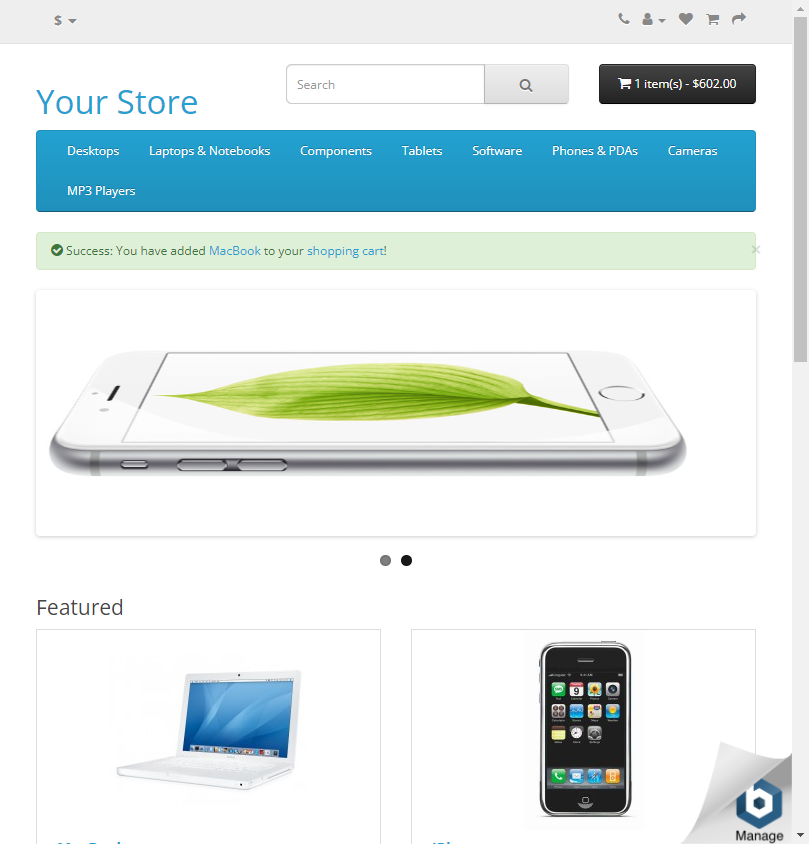 $
Your Store
Search
1 item(s) - $602.00
Desktops
Laptops & Notebooks
Components
Tablets
Software
Phones & PDAs
Cameras
MP3 Players
Success: You have added MacBook to your shopping cart!
×
Featured
Manage